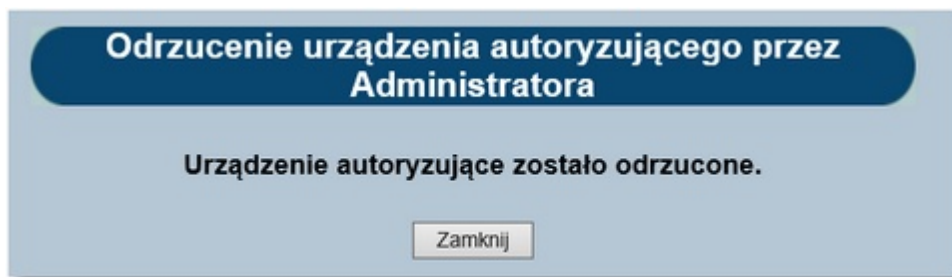 Odrzucenie urządzenia autoryzującego przez
Administratora
Urządzenie autoryzujące zostało odrzucone.
Zamknij